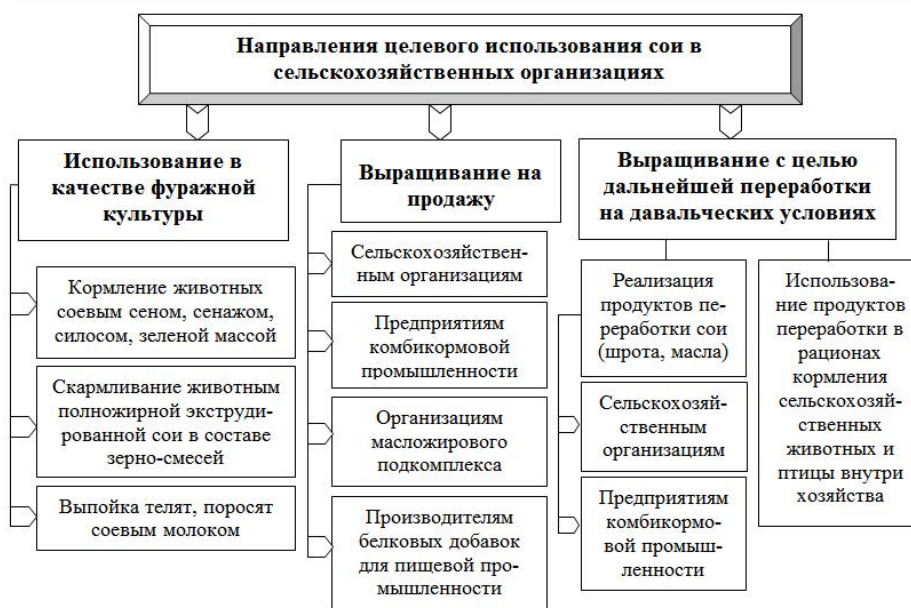 Направления целевого использования сои в
сельскохозяйственных организациях
Использование в
качестве фуражной
культуры
Кормление животных
соевым сеном, сенажом,
силосом, зеленой массой
Скармливание животным
полножирной экструди-
рованной сои в составе
зерно-смесей
Выпойка телят, поросят
соевым молоком
Выращивание на
продажу
Сельскохозяйствен-
ным организациям
Предприятиям
комбикормовой
промышленности
Организациям
масложирового
подкомплекса
Производителям
белковых добавок
для пищевой про-
мышленности
Выращивание с целью
дальнейшей переработки
на давальческих условиях
Реализация
продуктов пе-
реработки сои
(шрота, масла)
Сельскохозяй-
ственным
организациям
Предприятиям
комбикормо-
вой промыш-
ленности
Использова-
ние продуктов
переработки в
рационах
кормления
сельскохозяй-
ственных
животных и
птицы внутри
хозяйства